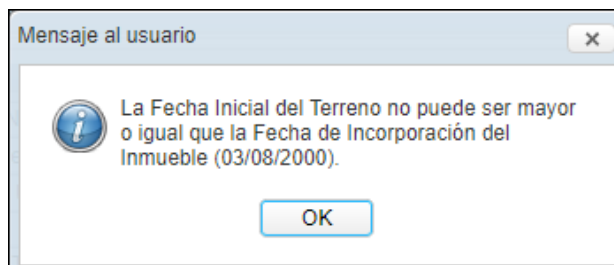 Mensaje al usuario
La Fecha Inicial del Terreno no puede ser mayor
o igual que la Fecha de Incorporación del
Inmueble (03/08/2000).
OK